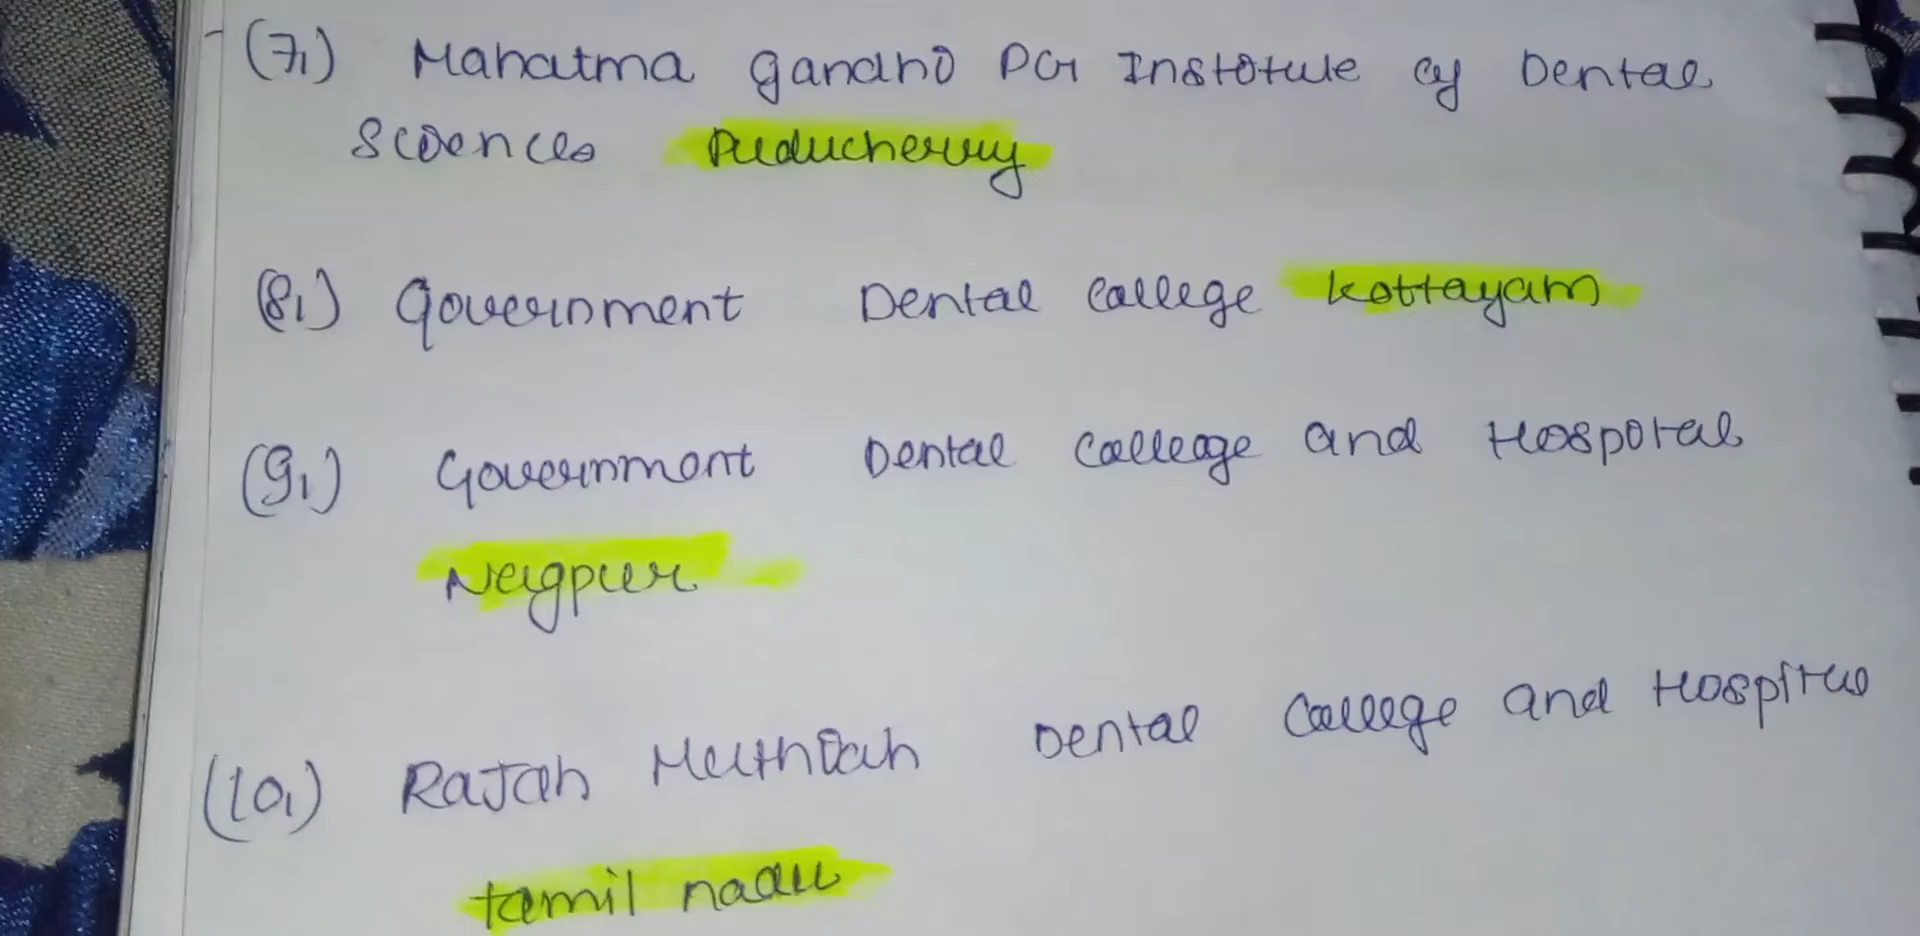 (7.) Mahatma Gandhi PG Institute of Dental
Sciences Puducherry
(8.) Government Dental College Kottayam
(9.) Government Dental College and Hospital
Nagpur
(10.) Rajah Muthiah Dental College and Hospital
tamil nadu